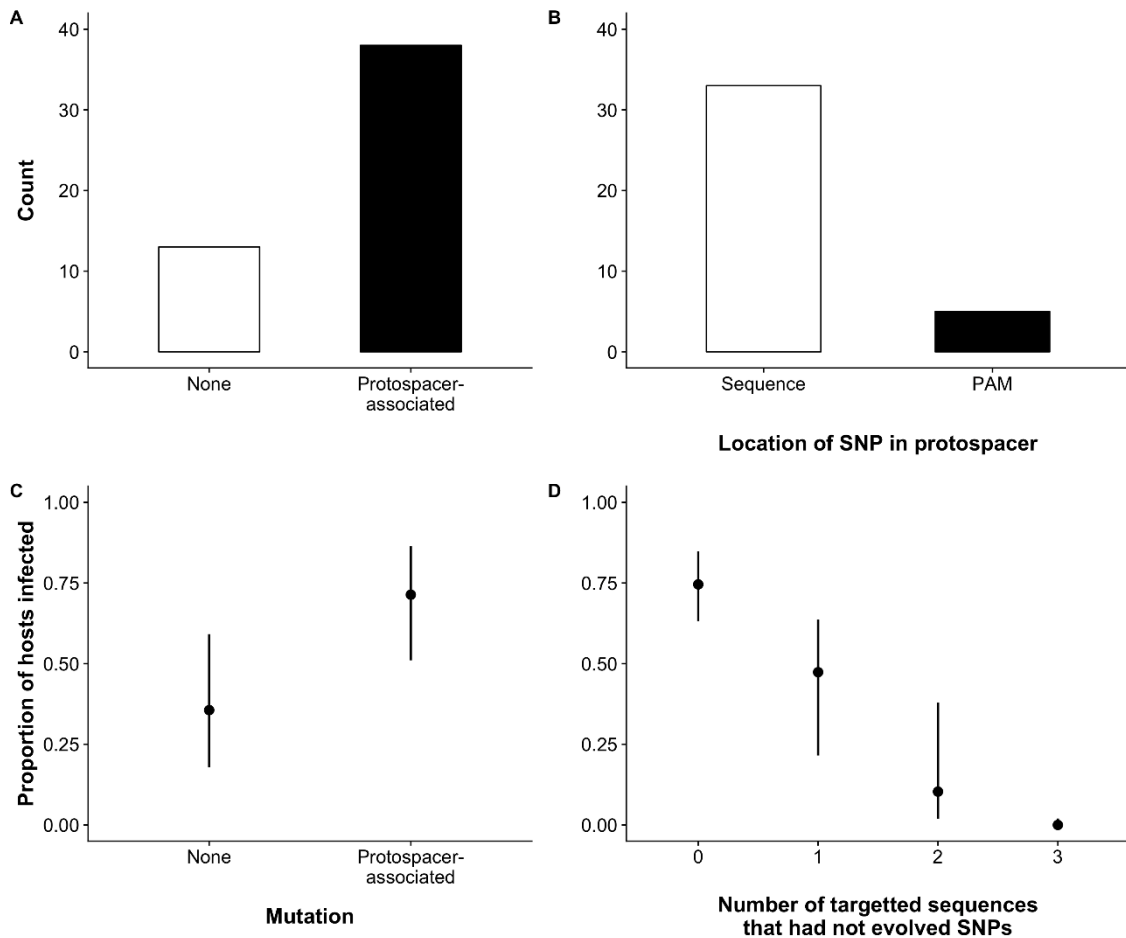 A
40
30
20
10
0
Count
None
Protospacer-
associated
B
40
30
20
10
0
Sequence
PAM
Location of SNP in protospacer
C
1.00
0.75
0.50
0.25
0.00
Proportion of hosts infected
None
Protospacer-
associated
Mutation
D
1.00
0.75
0.50
0.25
0.00
0
1
2
3
Number of targetted sequences
that had not evolved SNPs